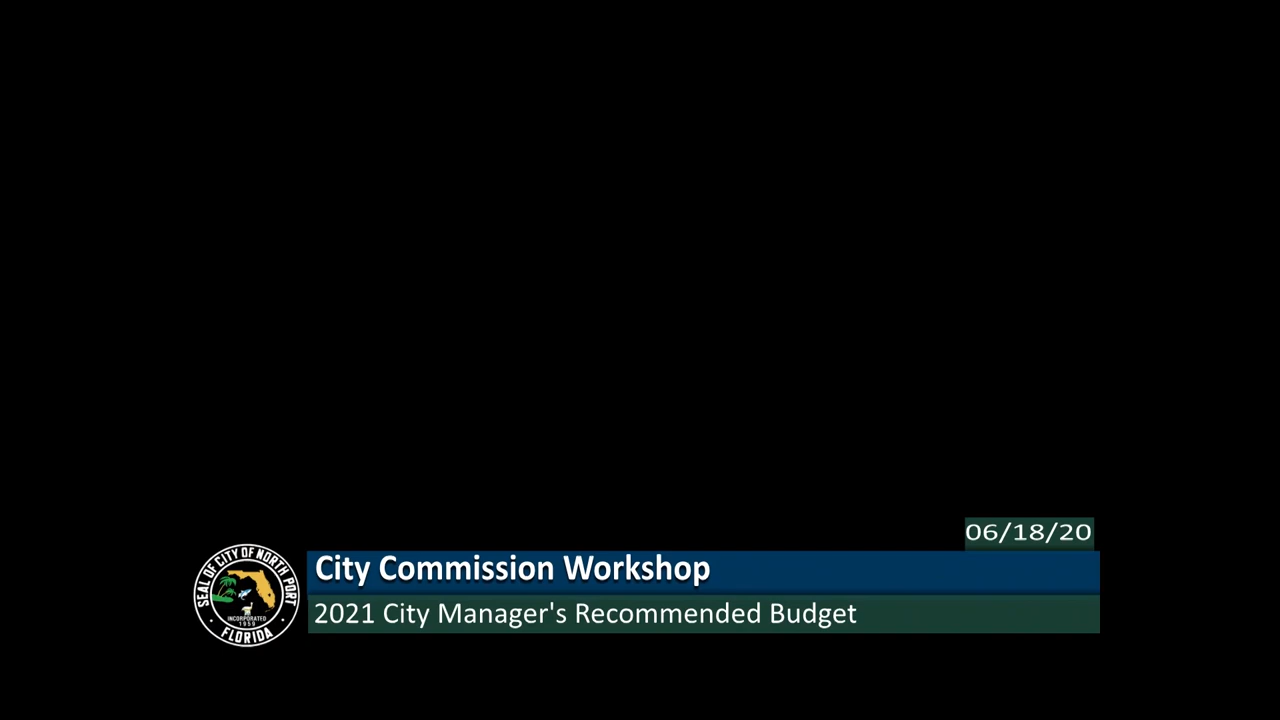 06/18/20
City Commission Workshop
2021 City Manager's Recommended Budget
SEAL OF CITY OF NORTH PORT
INCORPORATED
1959
FLORIDA